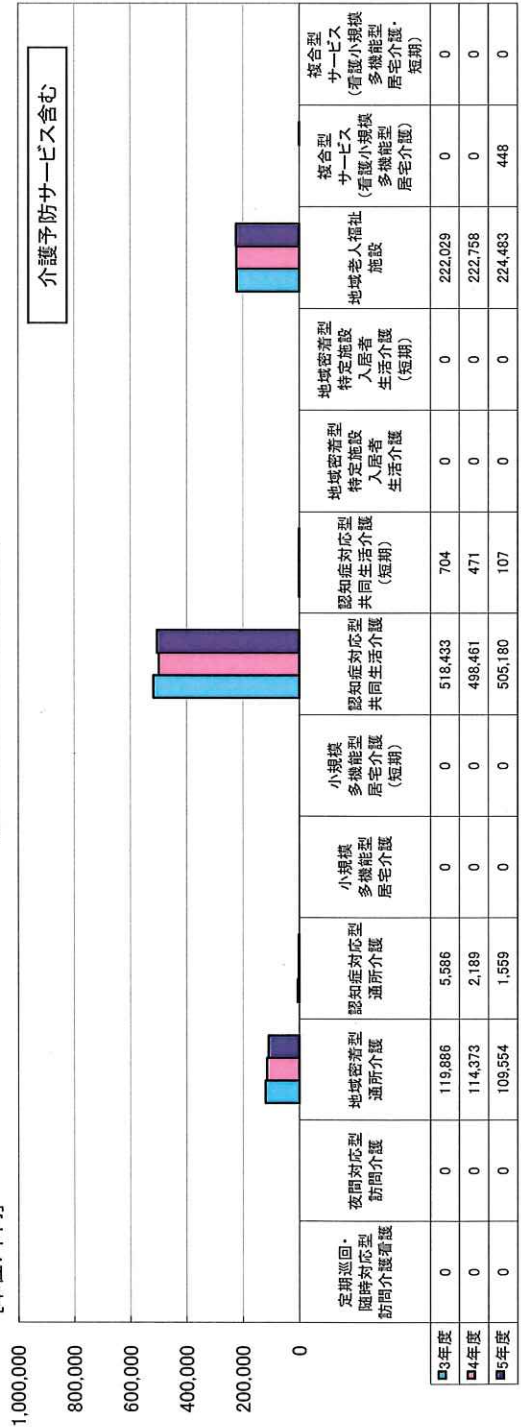 1,000,000
800,000
600,000
400,000
200,000
0
介護予防サービス含む
定期巡回・
随時対応型
訪問介護看護
夜間対応型
訪問介護
地域密着型
通所介護
認知症対応型
通所介護
小規模
多機能型
居宅介護
小規模
多機能型
居宅介護
(短期)
認知症対応型
共同生活介護
認知症対応型
共同生活介護
(短期)
地域密着型
特定施設
入居者
生活介護
地域密着型
特定施設
入居者
生活介護
(短期)
地域老人福祉
施設
複合型
サービス
(看護小規模
多機能型
居宅介護)
複合型
サービス
(看護小規模
多機能型
居宅介護・
短期)
3年度 0 0 119,886 5,586 0 0 518,433 704 0 0 222,029 0 0
4年度 0 0 114,373 2,189 0 0 498,461 471 0 0 222,758 0 0
5年度 0 0 109,554 1,559 0 0 505,180 107 0 0 224,483 448 0